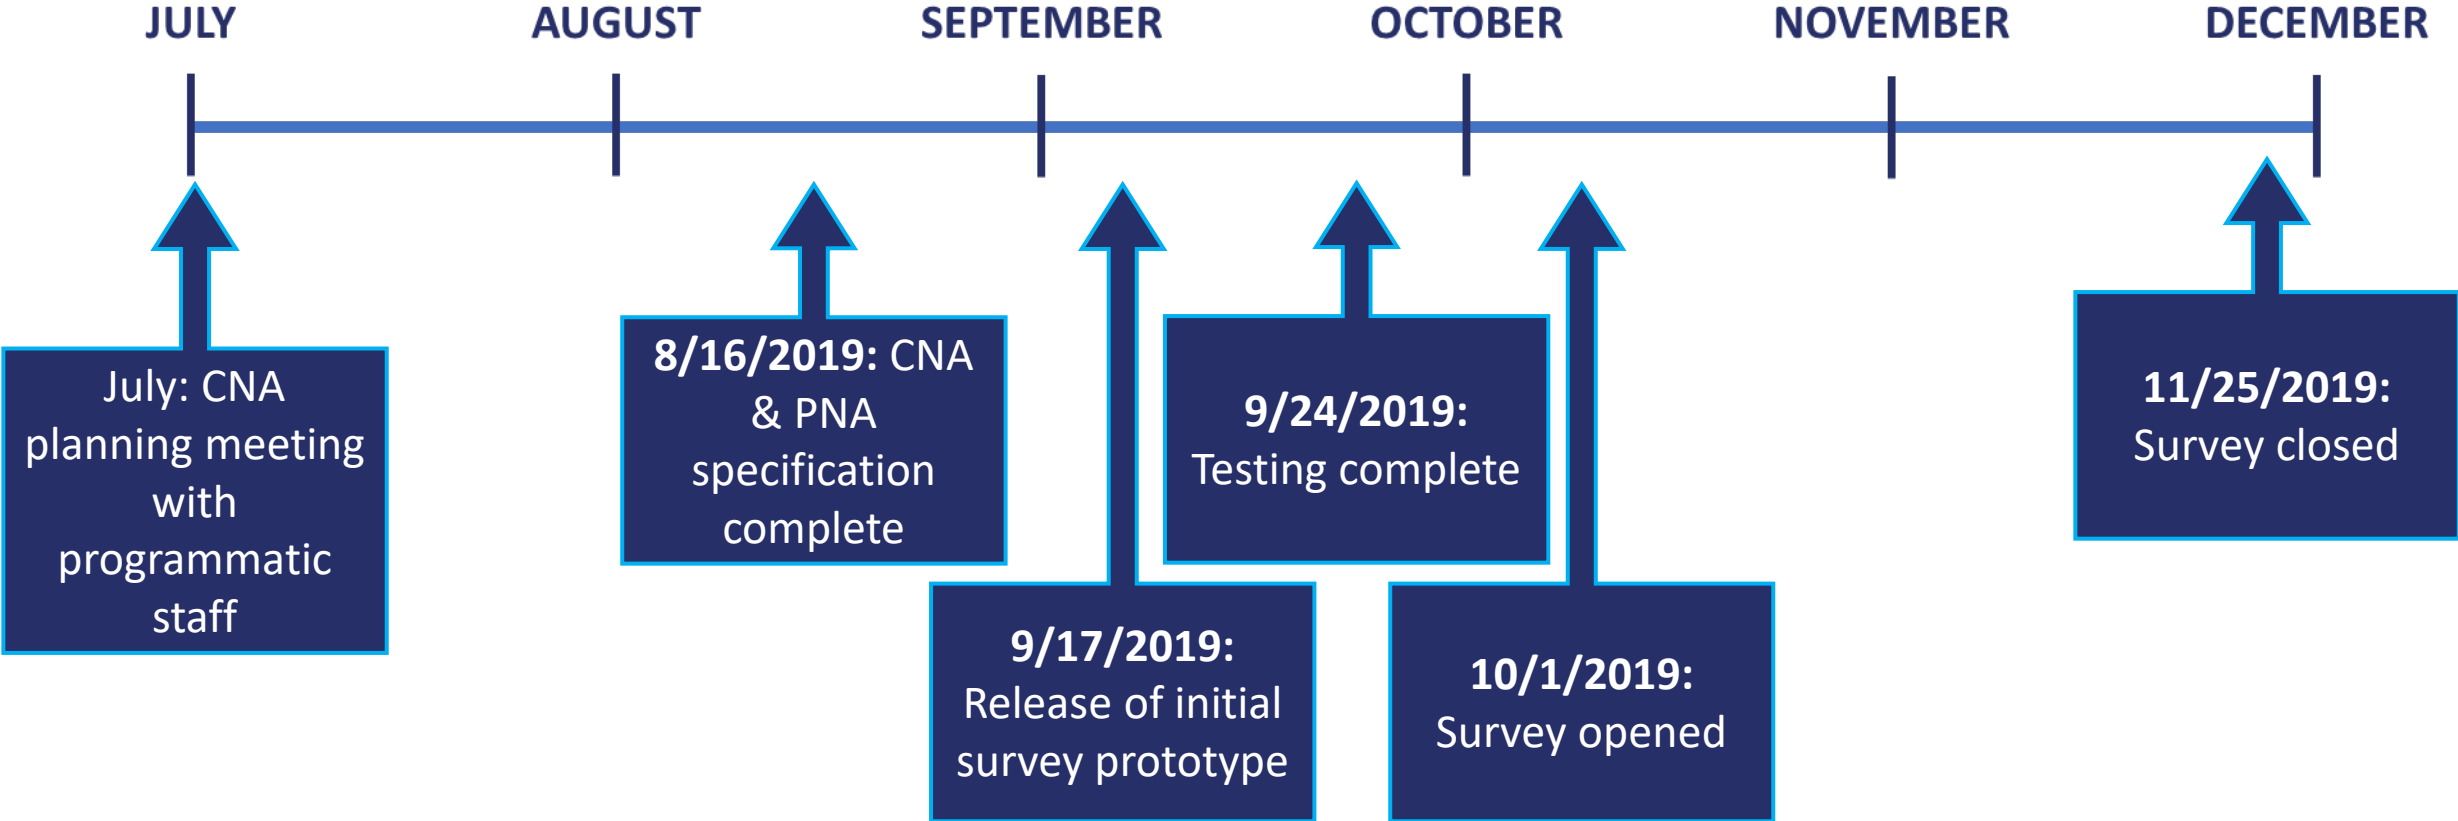 JULY
AUGUST
SEPTEMBER
OCTOBER
NOVEMBER
DECEMBER
July: CNA
planning meeting
with
programmatic
staff
8/16/2019: CNA
& PNA
specification
complete
9/17/2019:
Release of initial
survey prototype
9/24/2019:
Testing complete
10/1/2019:
Survey opened
11/25/2019:
Survey closed